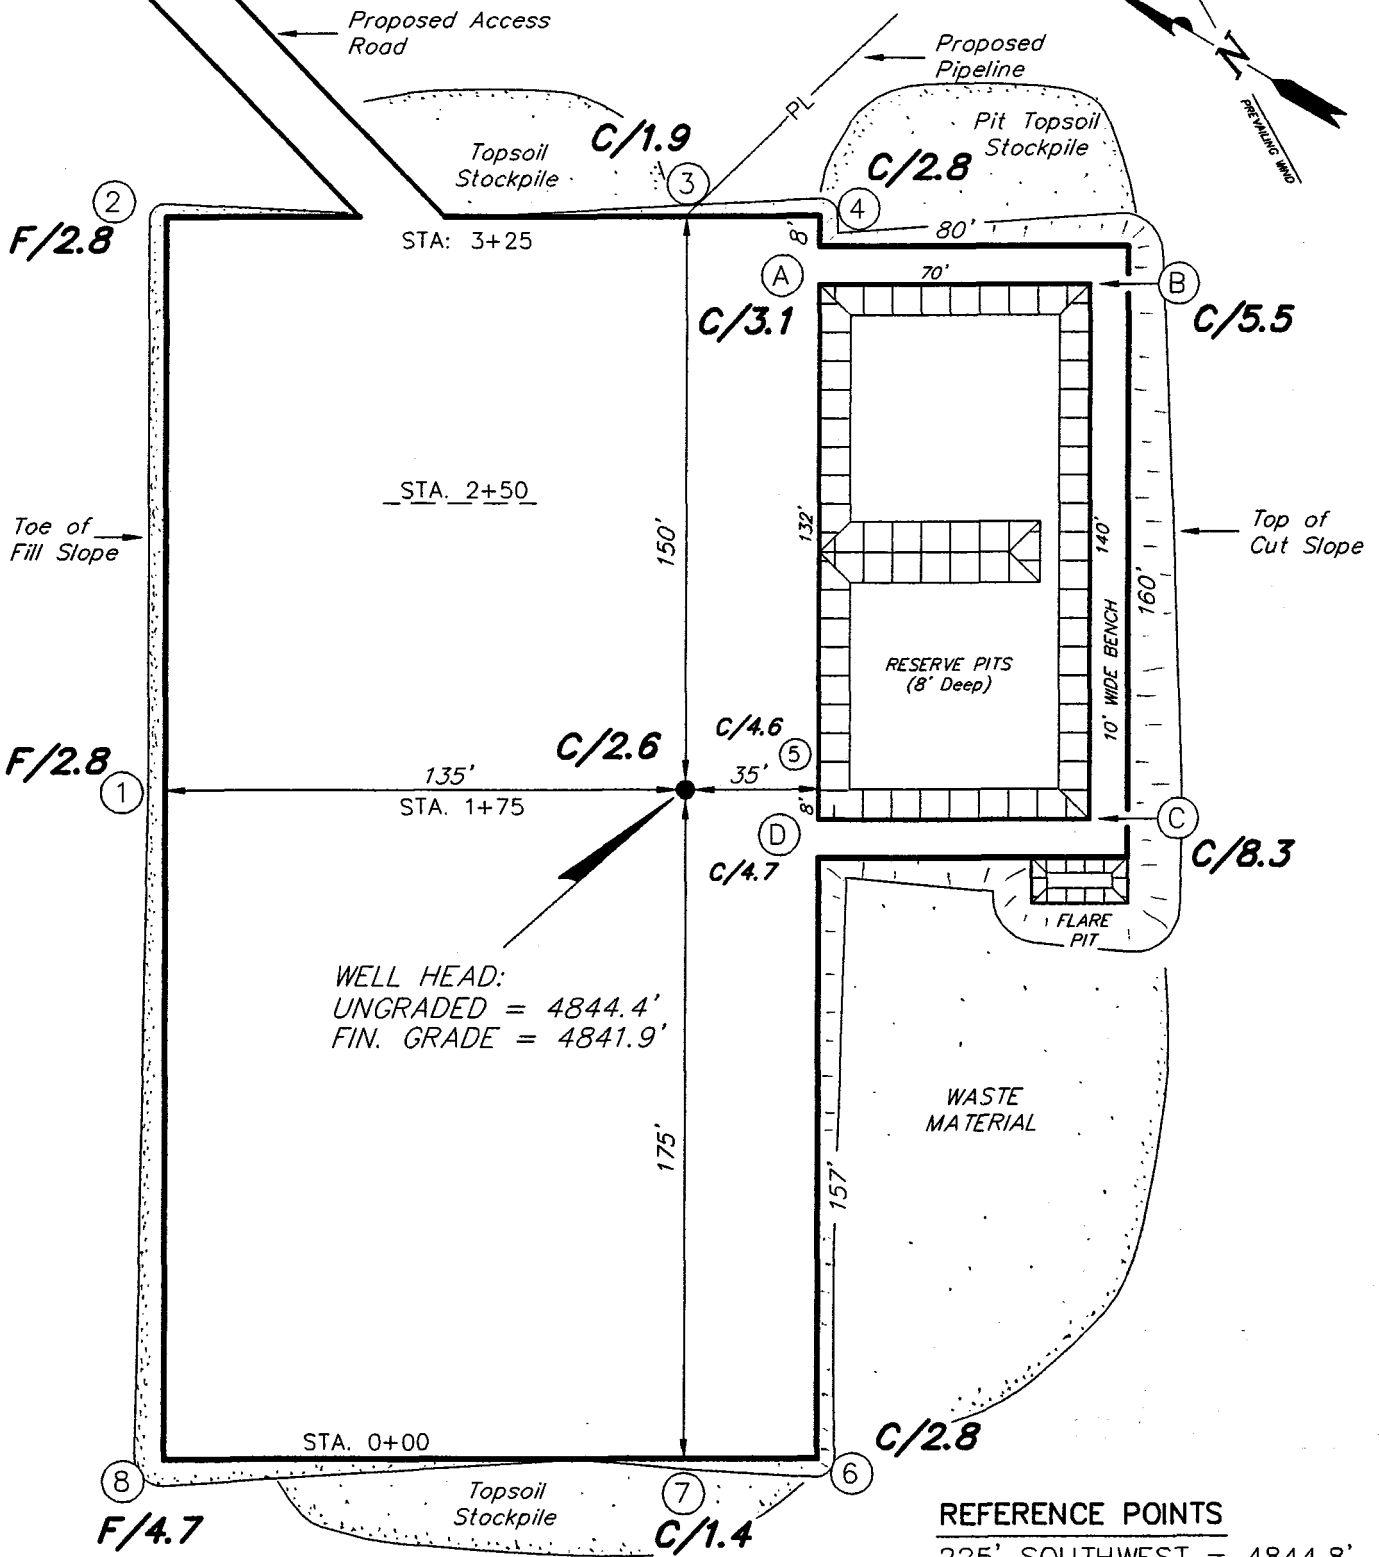 Proposed Access
Road
Proposed
Pipeline
PL
N
PREVAILING WIND
Topsoil
Stockpile
C/1.9
Pit Topsoil
Stockpile
C/2.8
2
3
4
F/2.8
STA: 3+25
8'
80'
A
70'
B
C/3.1
C/5.5
STA. 2+50
Toe of
Fill Slope
150'
132'
140'
160'
Top of
Cut Slope
10' WIDE BENCH
RESERVE PITS
(8' Deep)
F/2.8
1
135'
STA. 1+75
C/2.6
C/4.6
5
35'
8'
D
C
C/4.7
C/8.3
FLARE
PIT
WELL HEAD:
UNGRADED = 4844.4'
FIN. GRADE = 4841.9'
WASTE
MATERIAL
175'
157'
STA. 0+00
C/2.8
8
7
6
Topsoil
Stockpile
F/4.7
C/1.4
REFERENCE POINTS
225' SOUTHWEST = 4844.8'